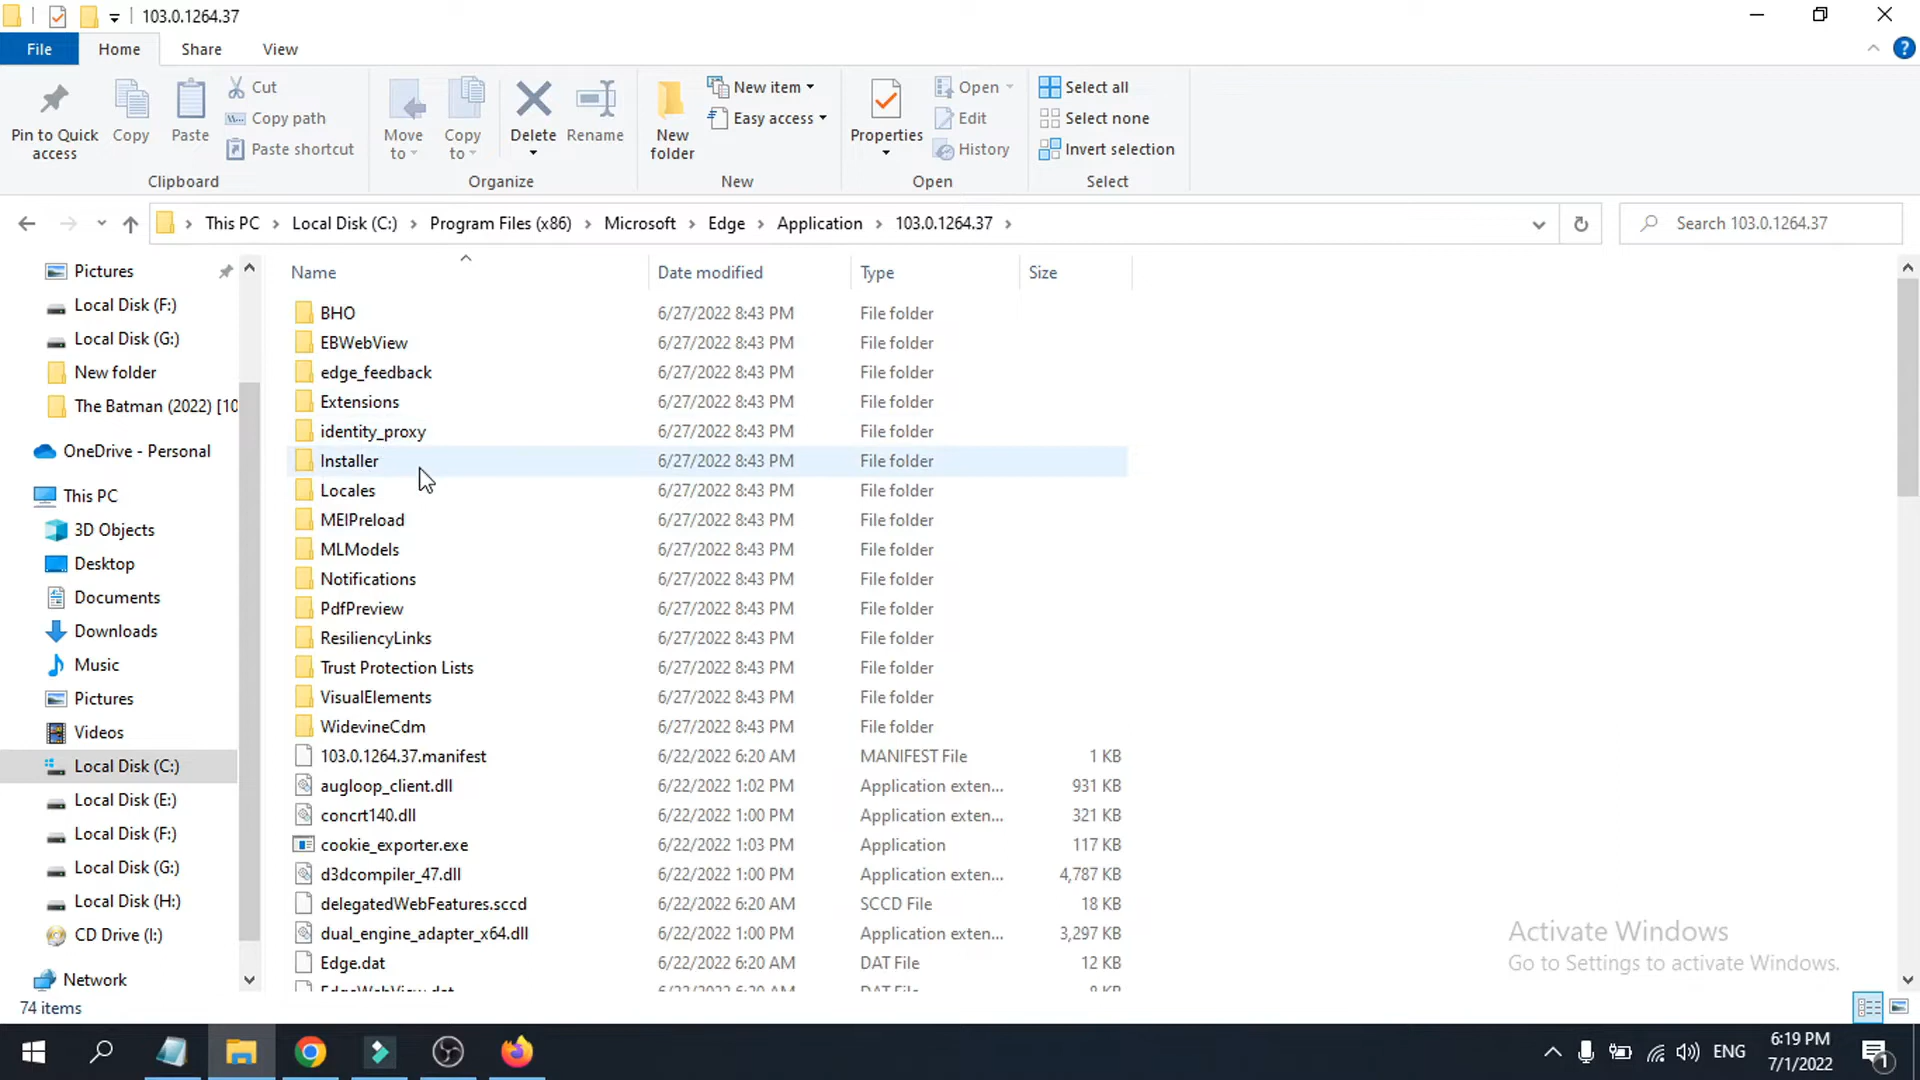 103.0.1264.37
File Home Share View
Pin to Quick access
Copy
Paste
Cut
Copy path
Paste shortcut
Clipboard
Move to
Copy to
Delete
Rename
Organize
New folder
New item
Easy access
New
Properties
Open
Edit
History
Open
Select all
Select none
Invert selection
Select
This PC > Local Disk (C:) > Program Files (x86) > Microsoft > Edge > Application > 103.0.1264.37 >
Search 103.0.1264.37
Pictures
Local Disk (F:)
Local Disk (G:)
New folder
The Batman (2022) [10
OneDrive - Personal
This PC
3D Objects
Desktop
Documents
Downloads
Music
Pictures
Videos
Local Disk (C:)
Local Disk (E:)
Local Disk (F:)
Local Disk (G:)
Local Disk (H:)
CD Drive (I:)
Network
Name Date modified Type Size
BHO 6/27/2022 8:43 PM File folder
EBWebView 6/27/2022 8:43 PM File folder
edge_feedback 6/27/2022 8:43 PM File folder
Extensions 6/27/2022 8:43 PM File folder
identity_proxy 6/27/2022 8:43 PM File folder
Installer 6/27/2022 8:43 PM File folder
Locales 6/27/2022 8:43 PM File folder
MEIPreload 6/27/2022 8:43 PM File folder
MLModels 6/27/2022 8:43 PM File folder
Notifications 6/27/2022 8:43 PM File folder
PdfPreview 6/27/2022 8:43 PM File folder
ResiliencyLinks 6/27/2022 8:43 PM File folder
Trust Protection Lists 6/27/2022 8:43 PM File folder
VisualElements 6/27/2022 8:43 PM File folder
WidevineCdm 6/27/2022 8:43 PM File folder
103.0.1264.37.manifest 6/22/2022 6:20 AM MANIFEST File 1 KB
augloop_client.dll 6/22/2022 1:02 PM Application exten... 931 KB
concrt140.dll 6/22/2022 1:00 PM Application exten... 321 KB
cookie_exporter.exe 6/22/2022 1:03 PM Application 117 KB
d3dcompiler_47.dll 6/22/2022 1:00 PM Application exten... 4,787 KB
delegatedWebFeatures.sccd 6/22/2022 6:20 AM SCCD File 18 KB
dual_engine_adapter_x64.dll 6/22/2022 1:00 PM Application exten... 3,297 KB
Edge.dat 6/22/2022 6:20 AM DAT File 12 KB
Activate Windows
Go to Settings to activate Windows.
74 items
ENG
6:19 PM
7/1/2022
1